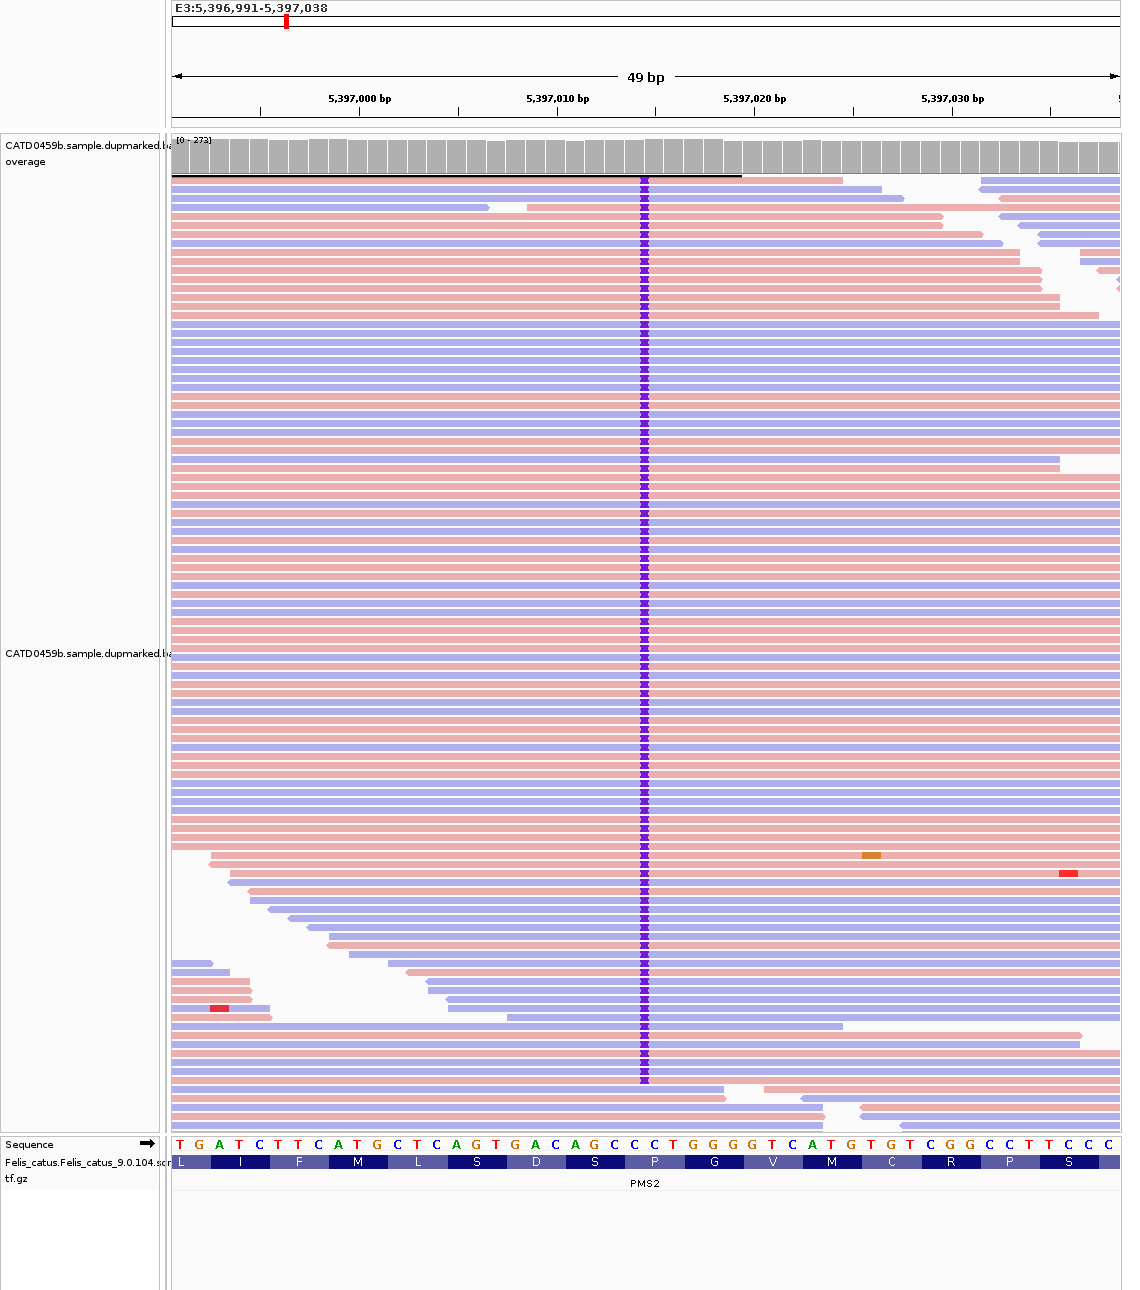 E3:5,396,991-5,397,038
49 bp
5,397,000 bp 5,397,010 bp 5,397,020 bp 5,397,030 bp
[0 - 273]
CATD0459b.sample.dupmarked.ba
overage
CATD0459b.sample.dupmarked.ba
Sequence
T G A T C T T C A T G C T C A G T G A C A G C C C T G G G G T C A T G T G T C G G C C T T C C C
Felis_catus.Felis_catus_9.0.104.sor
L I F M L S D S P G V M C R P S
tf.gz
PMS2